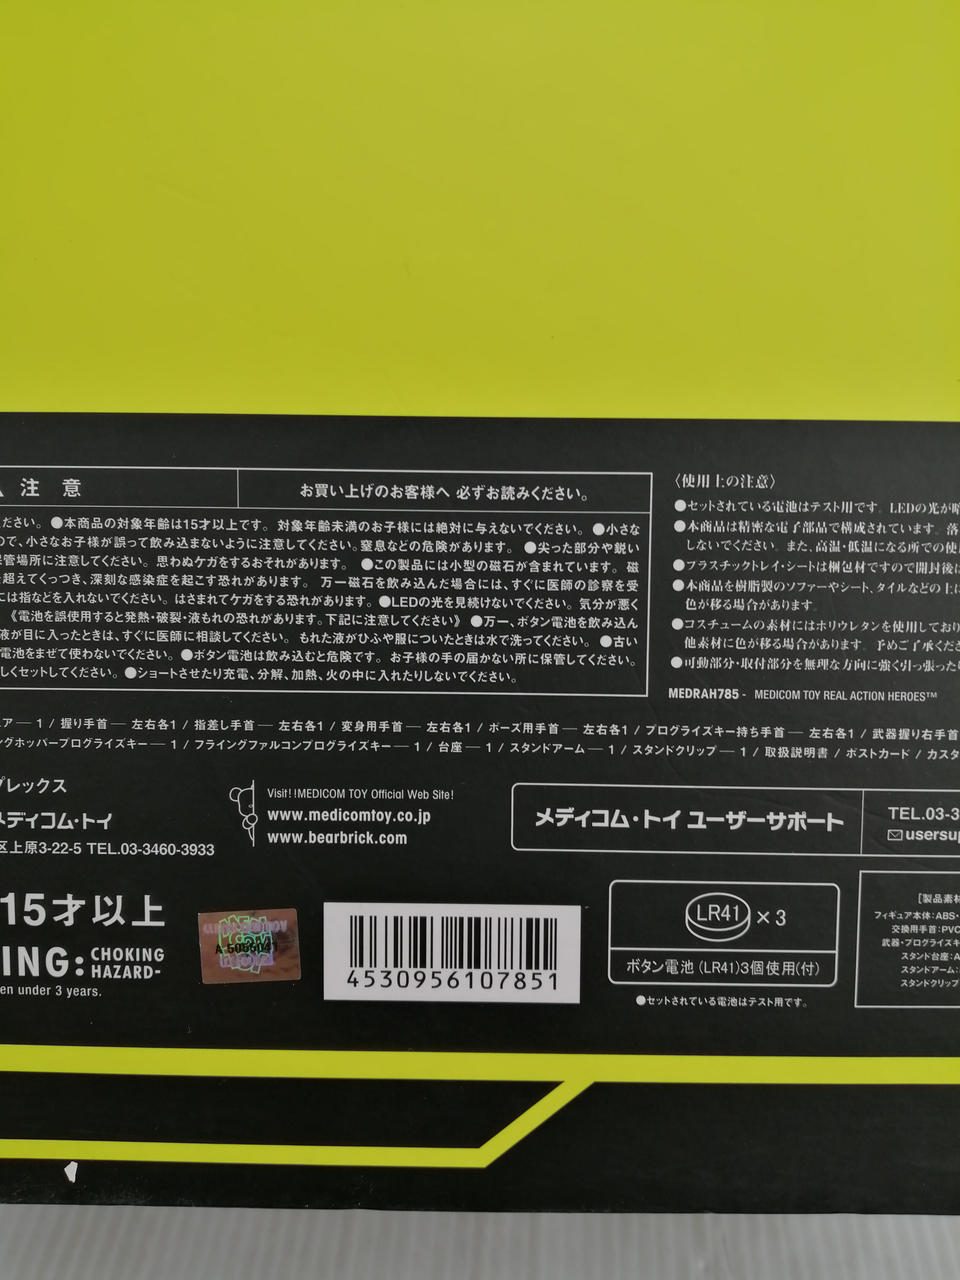 注 意
お買い上げのお客様へ 必ずお読みください。
ださい。 ●本商品の対象年齢は15才以上です。 対象年齢未満のお子様には絶対に与えないでください。 ●小さな
ので、小さなお子様が誤って飲み込まないように注意してください。窒息などの危険があります。 ●尖った部分や鋭い
管場所に注意してください。 思わぬケガをするおそれがあります。 ●この製品には小型の磁石が含まれています。 磁
超えてくっつき、深刻な感染症を起こす恐れがあります。 万一磁石を飲み込んだ場合には、すぐに医師の診察を受
には指などを入れないでください。 はさまれてケガをする恐れがあります。 ●LEDの光を見続けないでください。 気分が悪く
《電池を誤使用すると発熱・破裂・液もれの恐れがあります。下記に注意してください》 ●万一、ボタン電池を飲み込ん
液が目に入ったときは、すぐに医師に相談してください。 もれた液がひふや服についたときは水で洗ってください。 ●古い
電池をまぜて使わないでください。 ●ボタン電池は飲み込むと危険です。 お子様の手の届かない所に保管してください。
しくセットしてください。 ●ショートさせたり充電、分解、加熱、火の中に入れたりしないでください。
〈使用上の注意〉
●セットされている電池はテスト用です。LEDの光が
●本商品は精密な電子部品で構成されています。落
しないでください。また、高温・低温になる所での使
●プラスチックトレイ・シートは梱包材ですので開封後
●本商品を樹脂製のソファーやシート、タイルなどの上
色が移る場合があります。
●コスチュームの素材にはポリウレタンを使用しており
他素材に色が移る場合があります。予めご了承くだ
●可動部分・取付部分を無理な方向に強く引っ張った
MEDRAH785 - MEDICOM TOY REAL ACTION HEROES™
ア― 1 / 握り手首― 左右各1 / 指差し手首― 左右各1 / 変身用手首― 左右各1 / ポーズ用手首― 左右各1 / プログライズキー持ち手首― 左右各1 / 武器握り右手首
ングホッパープログライズキー― 1 / フライングファルコンプログライズキー― 1 / 台座― 1 / スタンドアーム― 1 / スタンドクリップ― 1 / 取扱説明書 / ポストカード / カスタ
プレックス
メディコム・トイ
区上原3-22-5 TEL.03-3460-3933
Visit! !MEDICOM TOY Official Web Site!
www.medicomtoy.co.jp
www.bearbrick.com
メディコム・トイ ユーザーサポート
TEL.03-3
usersup
15才以上
ING: CHOKING HAZARD-
en under 3 years.
4530956107851
LR41 × 3
ボタン電池(LR41)3個使用(付)
●セットされている電池はテスト用です。
[製品素材
フィギュア本体:ABS・
交換用手首:PVC
武器・プログライズキ
スタンド台座:A
スタンドアーム:
スタンドクリップ